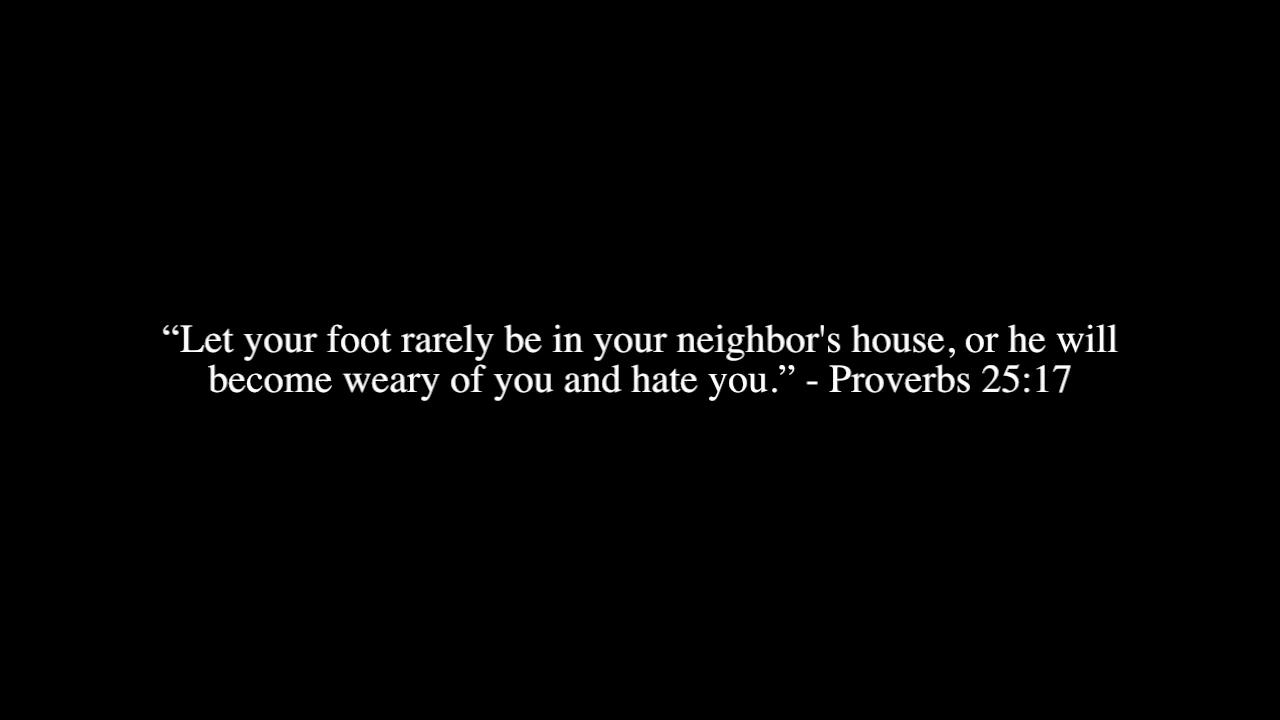 “Let your foot rarely be in your neighbor's house, or he will
become weary of you and hate you.” - Proverbs 25:17